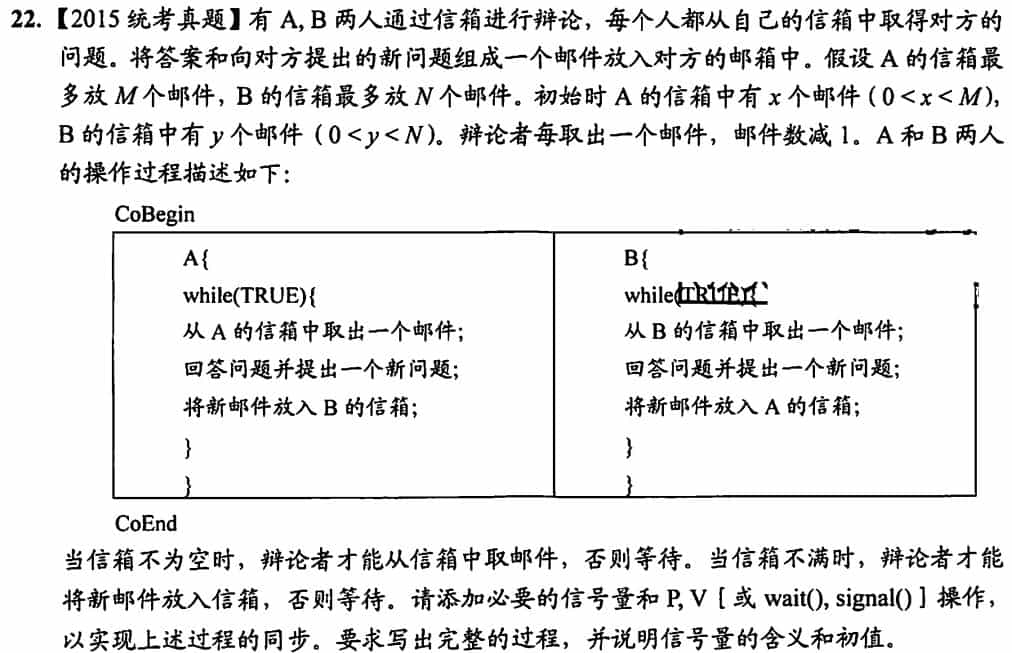 22.【2015 统考真题】有 A, B 两人通过信箱进行辩论，每个人都从自己的信箱中取得对方的
问题。将答案和向对方提出的新问题组成一个邮件放入对方的邮箱中。假设 A 的信箱最
多放 M 个邮件，B 的信箱最多放 N 个邮件。初始时 A 的信箱中有 x 个邮件（0<x<M），
B 的信箱中有 y 个邮件（0<y<N）。辩论者每取出一个邮件，邮件数减 1。A 和 B 两人
的操作过程描述如下：
CoBegin
A{
while(TRUE){
从 A 的信箱中取出一个邮件;
回答问题并提出一个新问题;
将新邮件放入 B 的信箱;
}
}
B{
while(TRUE){
从 B 的信箱中取出一个邮件;
回答问题并提出一个新问题;
将新邮件放入 A 的信箱;
}
}
CoEnd
当信箱不为空时，辩论者才能从信箱中取邮件，否则等待。当信箱不满时，辩论者才能
将新邮件放入信箱，否则等待。请添加必要的信号量和 P, V［或 wait(), signal()］操作，
以实现上述过程的同步。要求写出完整的过程，并说明信号量的含义和初值。